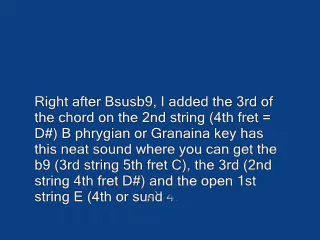 Right after Bsusb9, I added the 3rd of
the chord on the 2nd string (4th fret =
D#) B phrygian or Granaina key has
this neat sound where you can get the
b9 (3rd string 5th fret C), the 3rd (2nd
string 4th fret D#) and the open 1st
string E (4th or